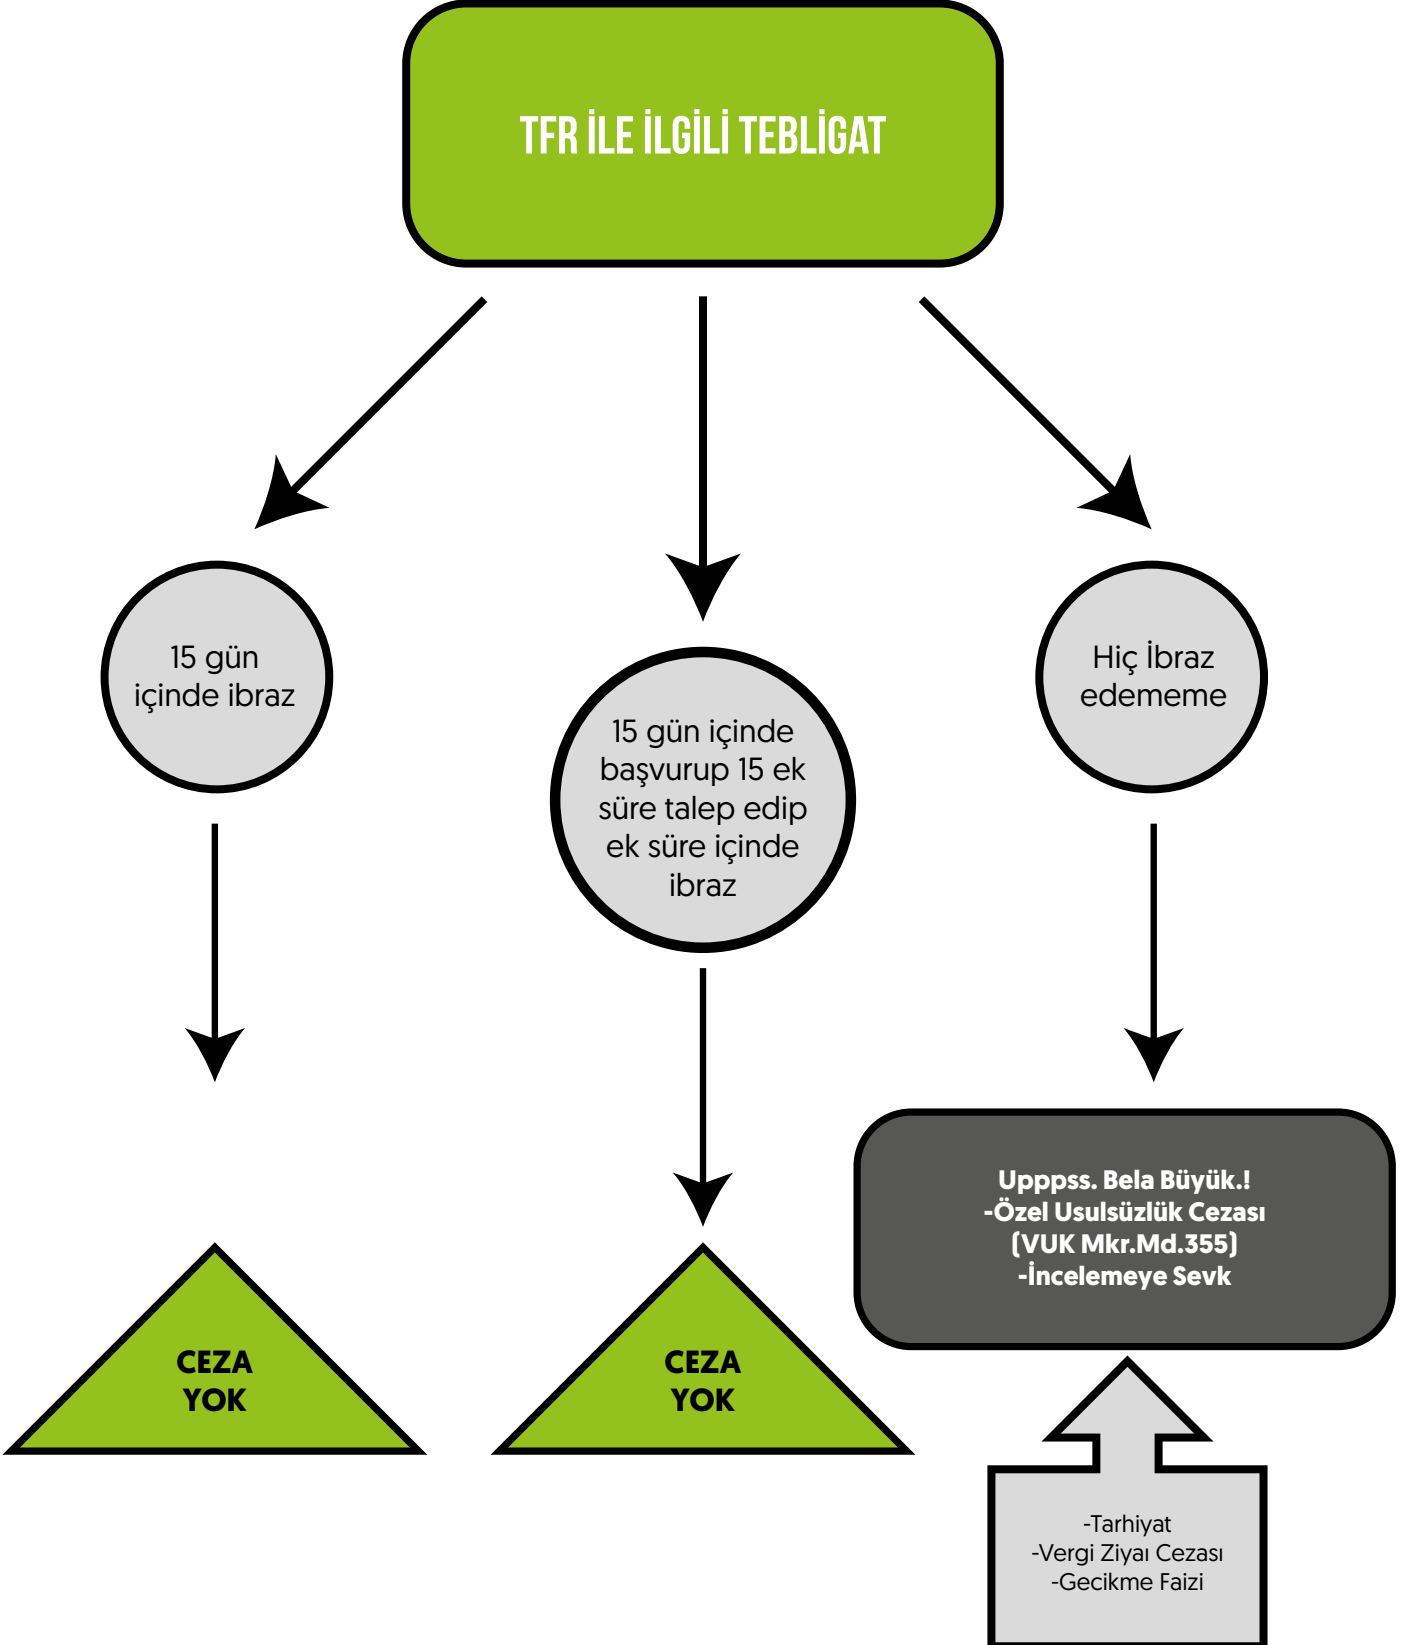 TFR İLE İLGİLİ TEBLİGAT
15 gün
içinde ibraz
15 gün içinde
başvurup 15 ek
süre talep edip
ek süre içinde
ibraz
Hiç İbraz
edememe
CEZA
YOK
CEZA
YOK
Upppss. Bela Büyük.!
-Özel Usulsüzlük Cezası
(VUK Mkr.Md.355)
-İncelemeye Sevk
-Tarhiyat
-Vergi Ziyaı Cezası
-Gecikme Faizi